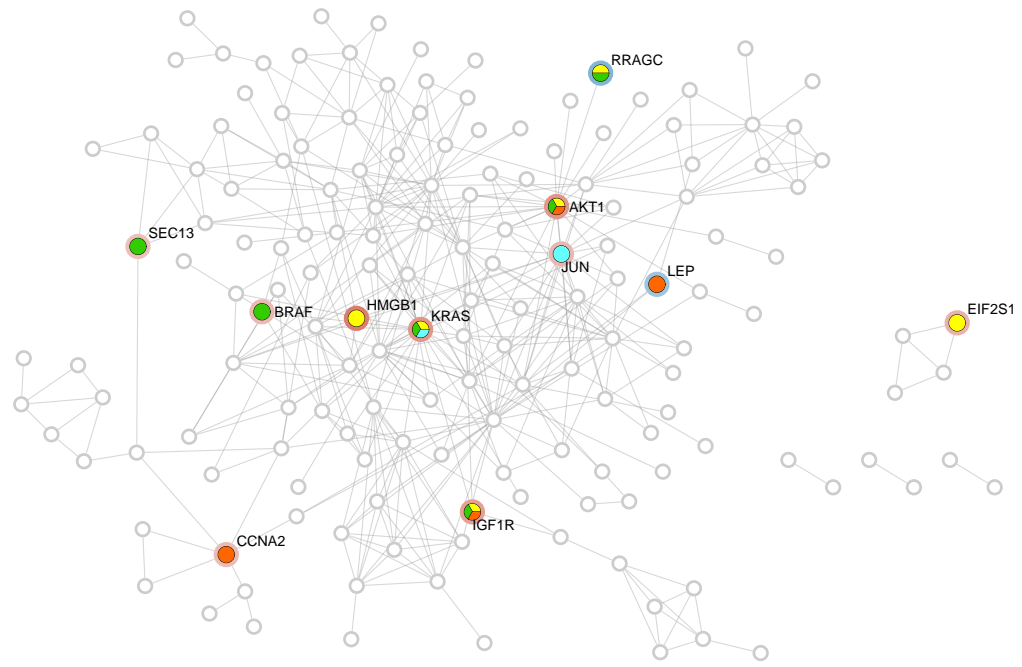 RRAGC
AKT1
SEC13
JUN
LEP
HMGB1
BRAF
KRAS
EIF2S1
IGF1R
CCNA2